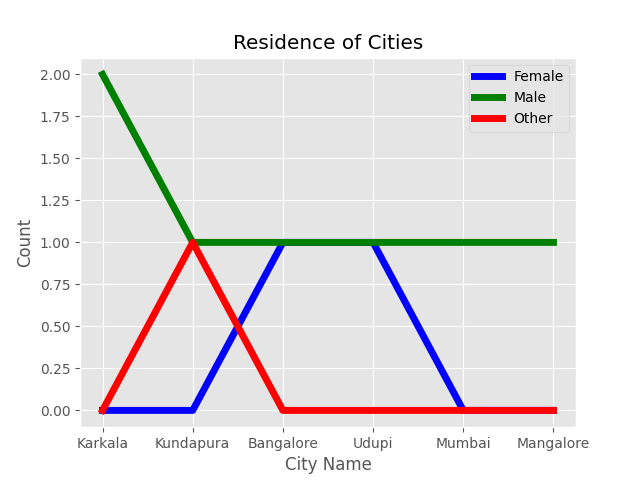 Residence of Cities
Female
Male
Other
2.00
1.75
1.50
1.25
1.00
0.75
0.50
0.25
0.00
Count
Karkala Kundapura Bangalore Udupi Mumbai Mangalore
City Name